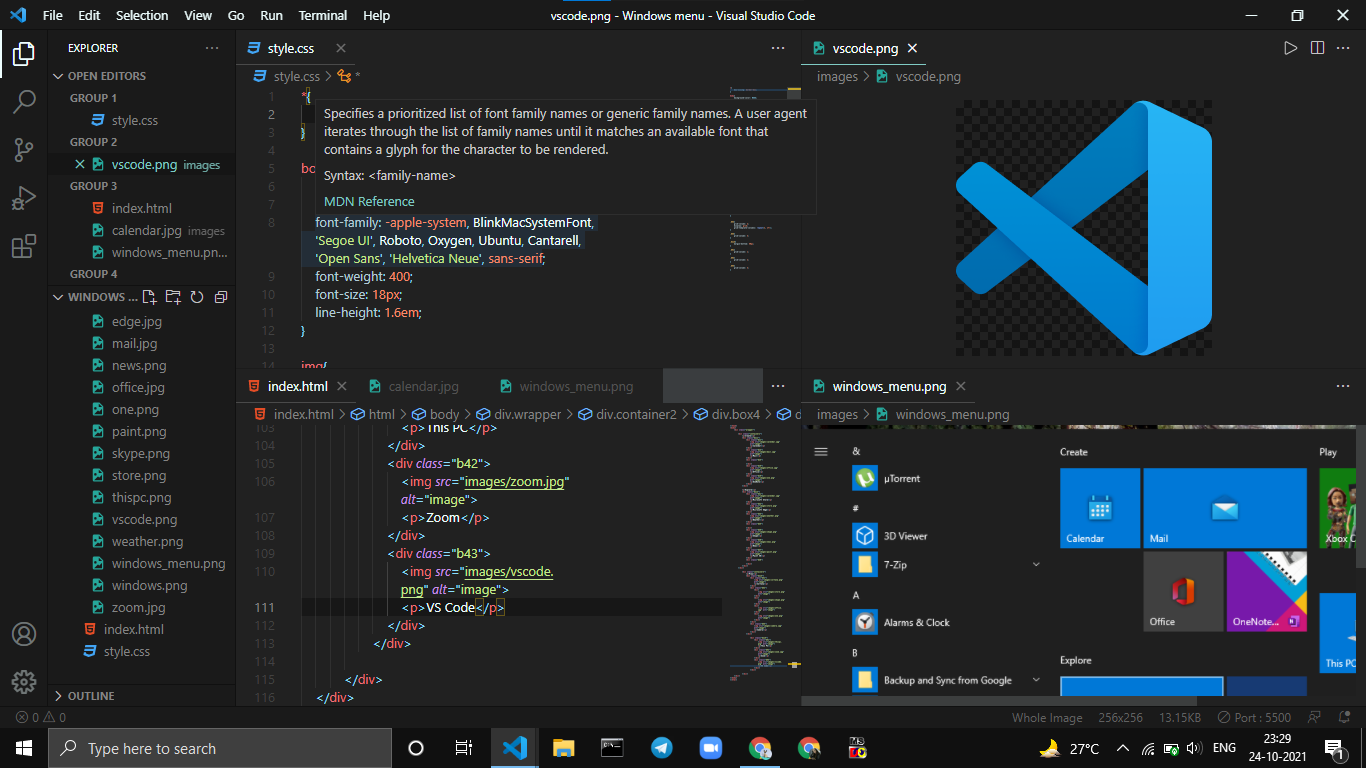 File Edit Selection View Go Run Terminal Help
vscode.png - Windows menu - Visual Studio Code
EXPLORER
OPEN EDITORS
GROUP 1
style.css
GROUP 2
vscode.png images
GROUP 3
index.html
calendar.jpg images
windows_menu.pn...
GROUP 4
WINDOWS ...
edge.jpg
mail.jpg
news.png
office.jpg
one.png
paint.png
skype.png
store.png
thispc.png
vscode.png
weather.png
windows_menu.png
windows.png
zoom.jpg
index.html
style.css
OUTLINE
style.css
style.css > *
1 *{
2
3 }
4
5 bo
6
7
Specifies a prioritized list of font family names or generic family names. A user agent
iterates through the list of family names until it matches an available font that
contains a glyph for the character to be rendered.
Syntax: <family-name>
MDN Reference
8 font-family: -apple-system, BlinkMacSystemFont,
'Segoe UI', Roboto, Oxygen, Ubuntu, Cantarell,
'Open Sans', 'Helvetica Neue', sans-serif;
9 font-weight: 400;
10 font-size: 18px;
11 line-height: 1.6em;
12 }
13
14 img{
vscode.png
images > vscode.png
index.html calendar.jpg windows_menu.png
index.html > html > body > div.wrapper > div.container2 > div.box4 > d
103 <p>This PC</p>
104 </div>
105 <div class="b42">
106 <img src="images/zoom.jpg"
alt="image">
107 <p>Zoom</p>
108 </div>
109 <div class="b43">
110 <img src="images/vscode.
png" alt="image">
111 <p>VS Code</p>
112 </div>
113 </div>
114
115 </div>
116 </div>
windows_menu.png
images > windows_menu.png
&
µTorrent
#
3D Viewer
7-Zip
A
Alarms & Clock
B
Backup and Sync from Google
Create
Play
Calendar
Mail
Xbox C
Office
OneNote...
Explore
This PC
0 0
Whole Image 256x256 13.15KB Port : 5500
Type here to search
27°C
ENG
23:29
24-10-2021
1